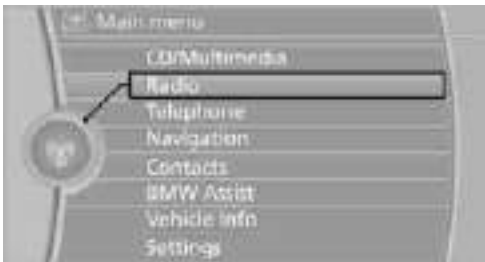 Main menu
CD/Multimedia
Radio
Telephone
Navigation
Contacts
BMW Assist
Vehicle Info
Settings